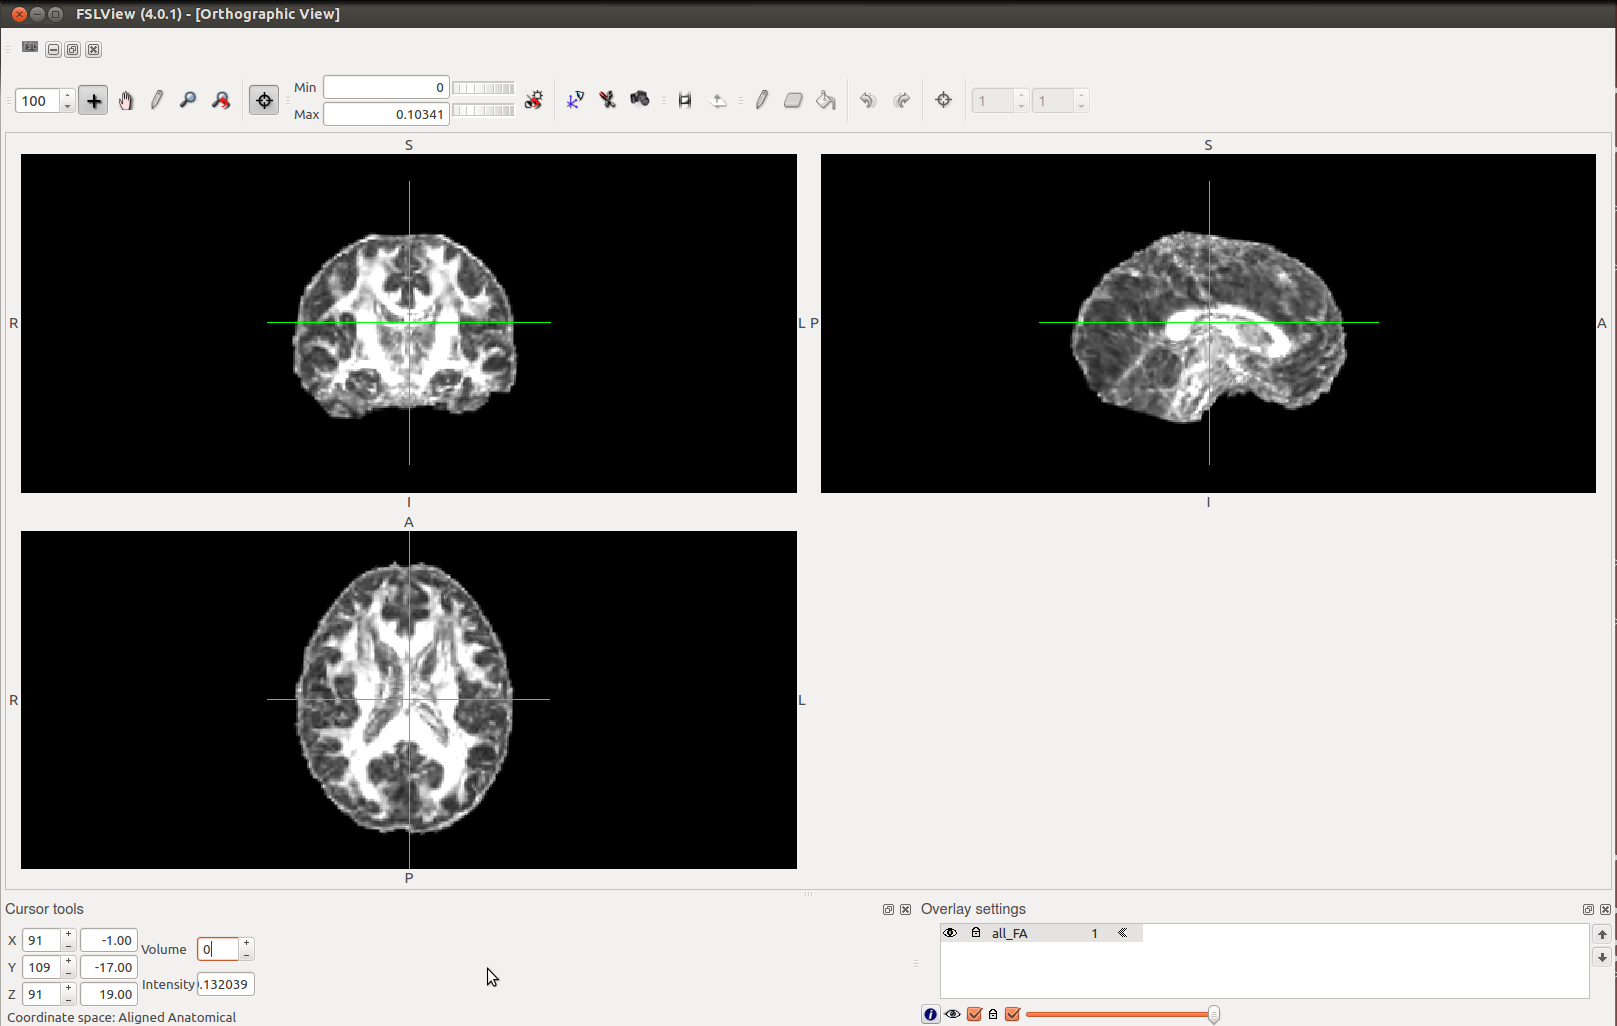 FSLView (4.0.1) - [Orthographic View]
100
Min 0
Max 0.10341
1 1
S S
R L P A
I I
A
R L
P
Cursor tools
Overlay settings
X 91 -1.00
Volume 0
Y 109 -17.00
Intensity .132039
Z 91 19.00
Coordinate space: Aligned Anatomical
all_FA 1